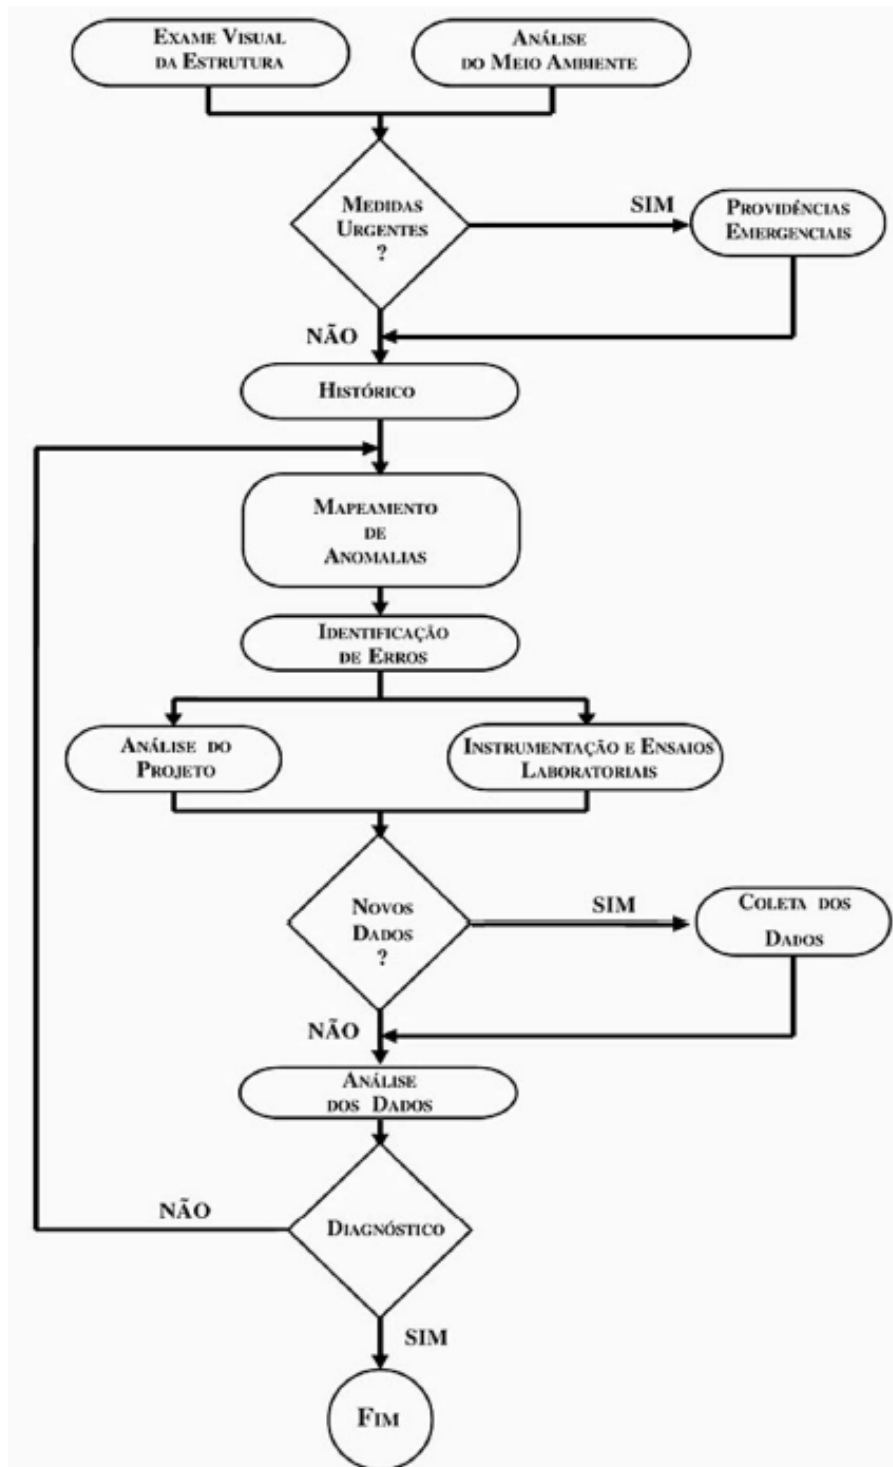 EXAME VISUAL
DA ESTRUTURA
ANÁLISE
DO MEIO AMBIENTE
MEDIDAS
URGENTES
?
SIM
PROVIDÊNCIAS
EMERGENCIAIS
NÃO
HISTÓRICO
MAPEAMENTO
DE
ANOMALIAS
IDENTIFICAÇÃO
DE ERROS
ANÁLISE DO
PROJETO
INSTRUMENTAÇÃO E ENSAIOS
LABORATORIAIS
NOVOS
DADOS
?
SIM
COLETA DOS
DADOS
NÃO
ANÁLISE
DOS DADOS
DIAGNÓSTICO
NÃO
SIM
FIM